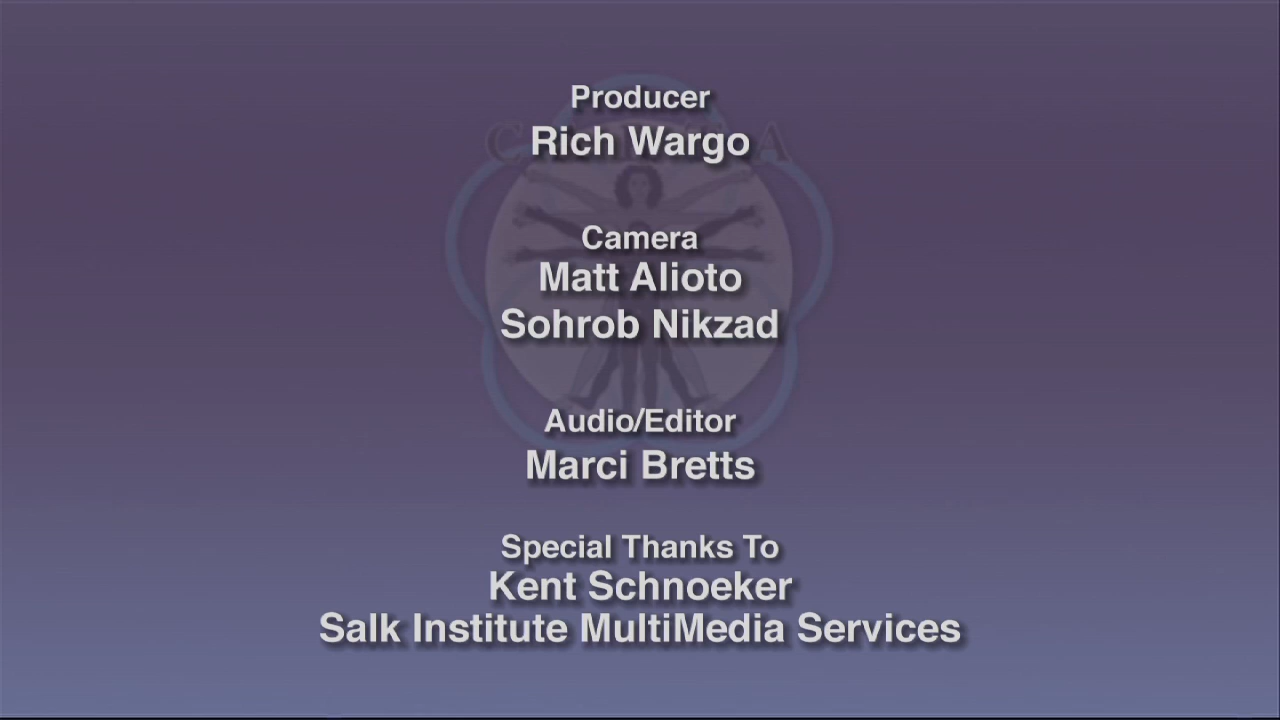 Producer
Rich Wargo
Camera
Matt Alioto
Sohrob Nikzad
Audio/Editor
Marci Bretts
Special Thanks To
Kent Schnoeker
Salk Institute MultiMedia Services